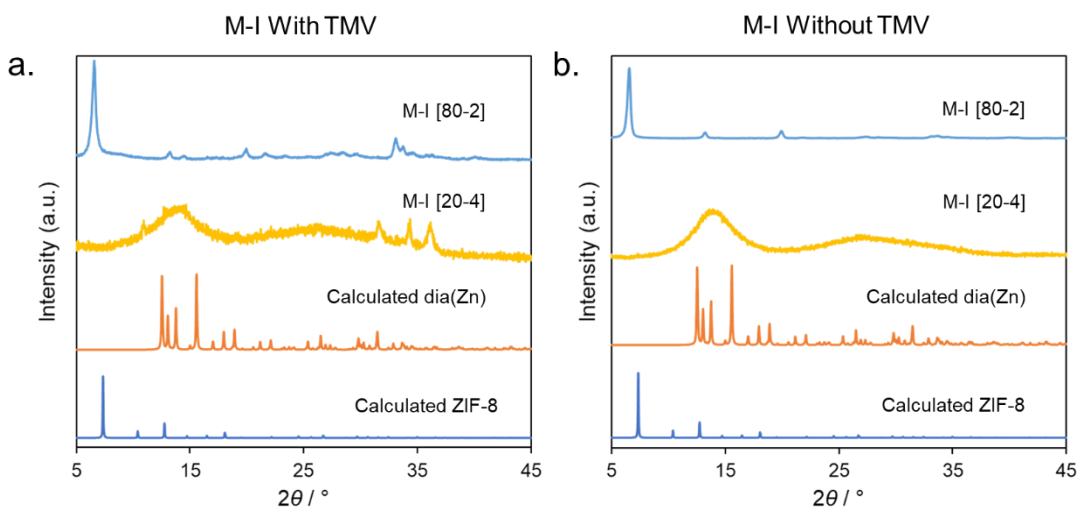 M-I With TMV
M-I Without TMV
a.
M-I [80-2]
M-I [20-4]
Calculated dia(Zn)
Calculated ZIF-8
Intensity (a.u.)
5 15 25 35 45
2θ / °
b.
M-I [80-2]
M-I [20-4]
Calculated dia(Zn)
Calculated ZIF-8
Intensity (a.u.)
5 15 25 35 45
2θ / °